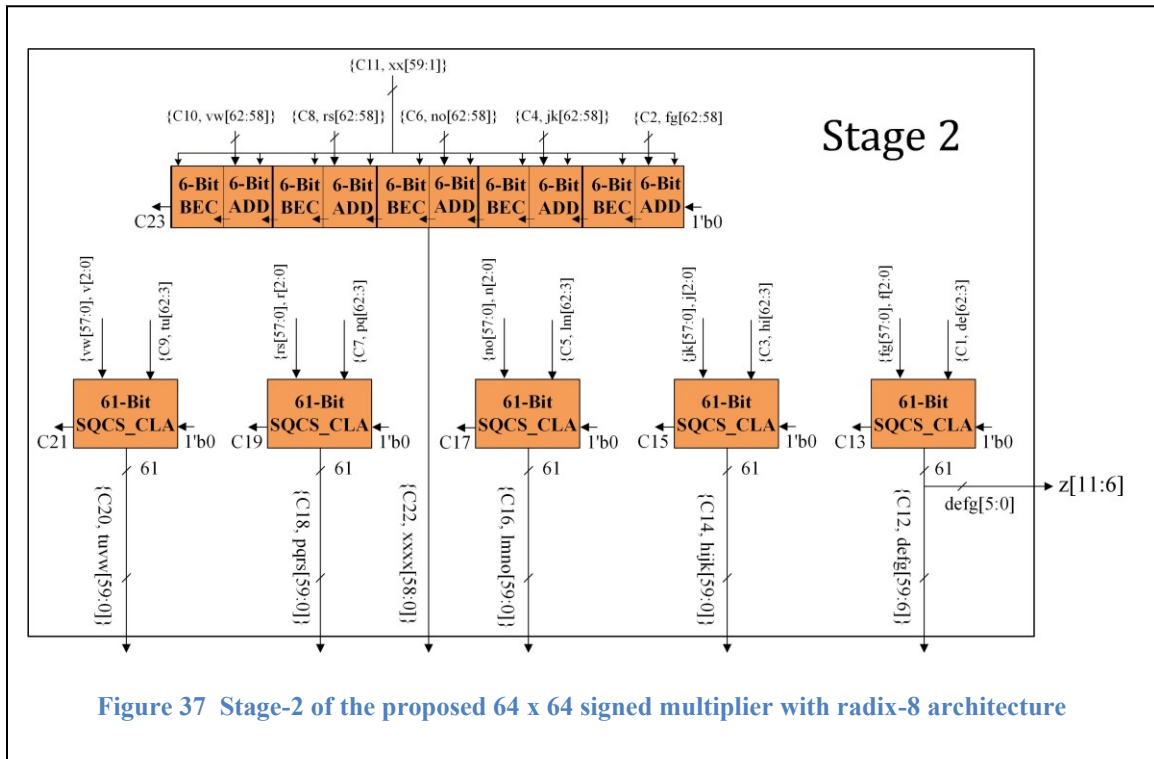 {C11, xx[59:1]}
{C10, vw[62:58]}
{C8, rs[62:58]}
{C6, no[62:58]}
{C4, jk[62:58]}
{C2, fg[62:58]
Stage 2
6-Bit
BEC
6-Bit
ADD
6-Bit
BEC
6-Bit
ADD
6-Bit
BEC
6-Bit
ADD
6-Bit
BEC
6-Bit
ADD
6-Bit
BEC
6-Bit
ADD
C23
1'b0
{vw[57:0], v[2:0]
{C9, tu[62:3]
{rs[57:0], r[2:0]
{C7, pq[62:3]
{no[57:0], n[2:0]
{C5, lm[62:3]
{jk[57:0], j[2:0]
{C3, hi[62:3]
{fg[57:0], f[2:0]
{C1, de[62:3]
61-Bit
SQCS_CLA
C21
1'b0
61-Bit
SQCS_CLA
C19
1'b0
61-Bit
SQCS_CLA
C17
1'b0
61-Bit
SQCS_CLA
C15
1'b0
61-Bit
SQCS_CLA
C13
1'b0
61
61
61
61
61
z[11:6]
defg[5:0]
{C20, tuvw[59:0]}
{C18, pqrs[59:0]}
{C22, xxxx[58:0]}
{C16, lmno[59:0]}
{C14, hijk[59:0]}
{C12, defg[59:6]}
Figure 37 Stage-2 of the proposed 64 x 64 signed multiplier with radix-8 architecture